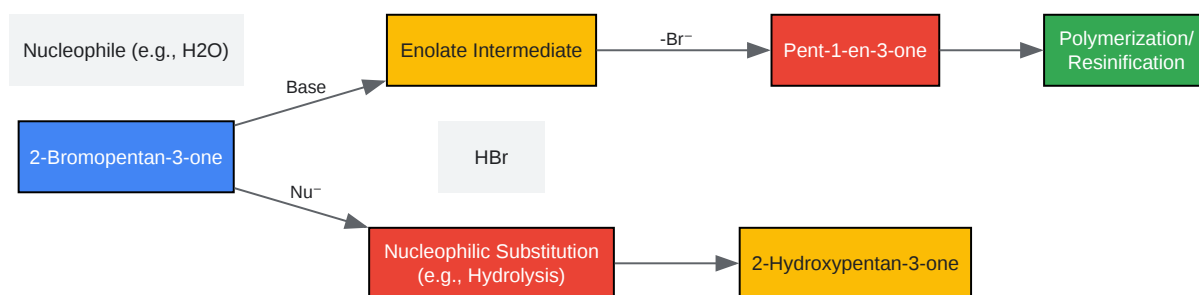 Nucleophile (e.g., H2O)
Enolate Intermediate
-Br⁻
Pent-1-en-3-one
Polymerization/
Resinification
Base
2-Bromopentan-3-one
HBr
Nu⁻
Nucleophilic Substitution
(e.g., Hydrolysis)
2-Hydroxypentan-3-one